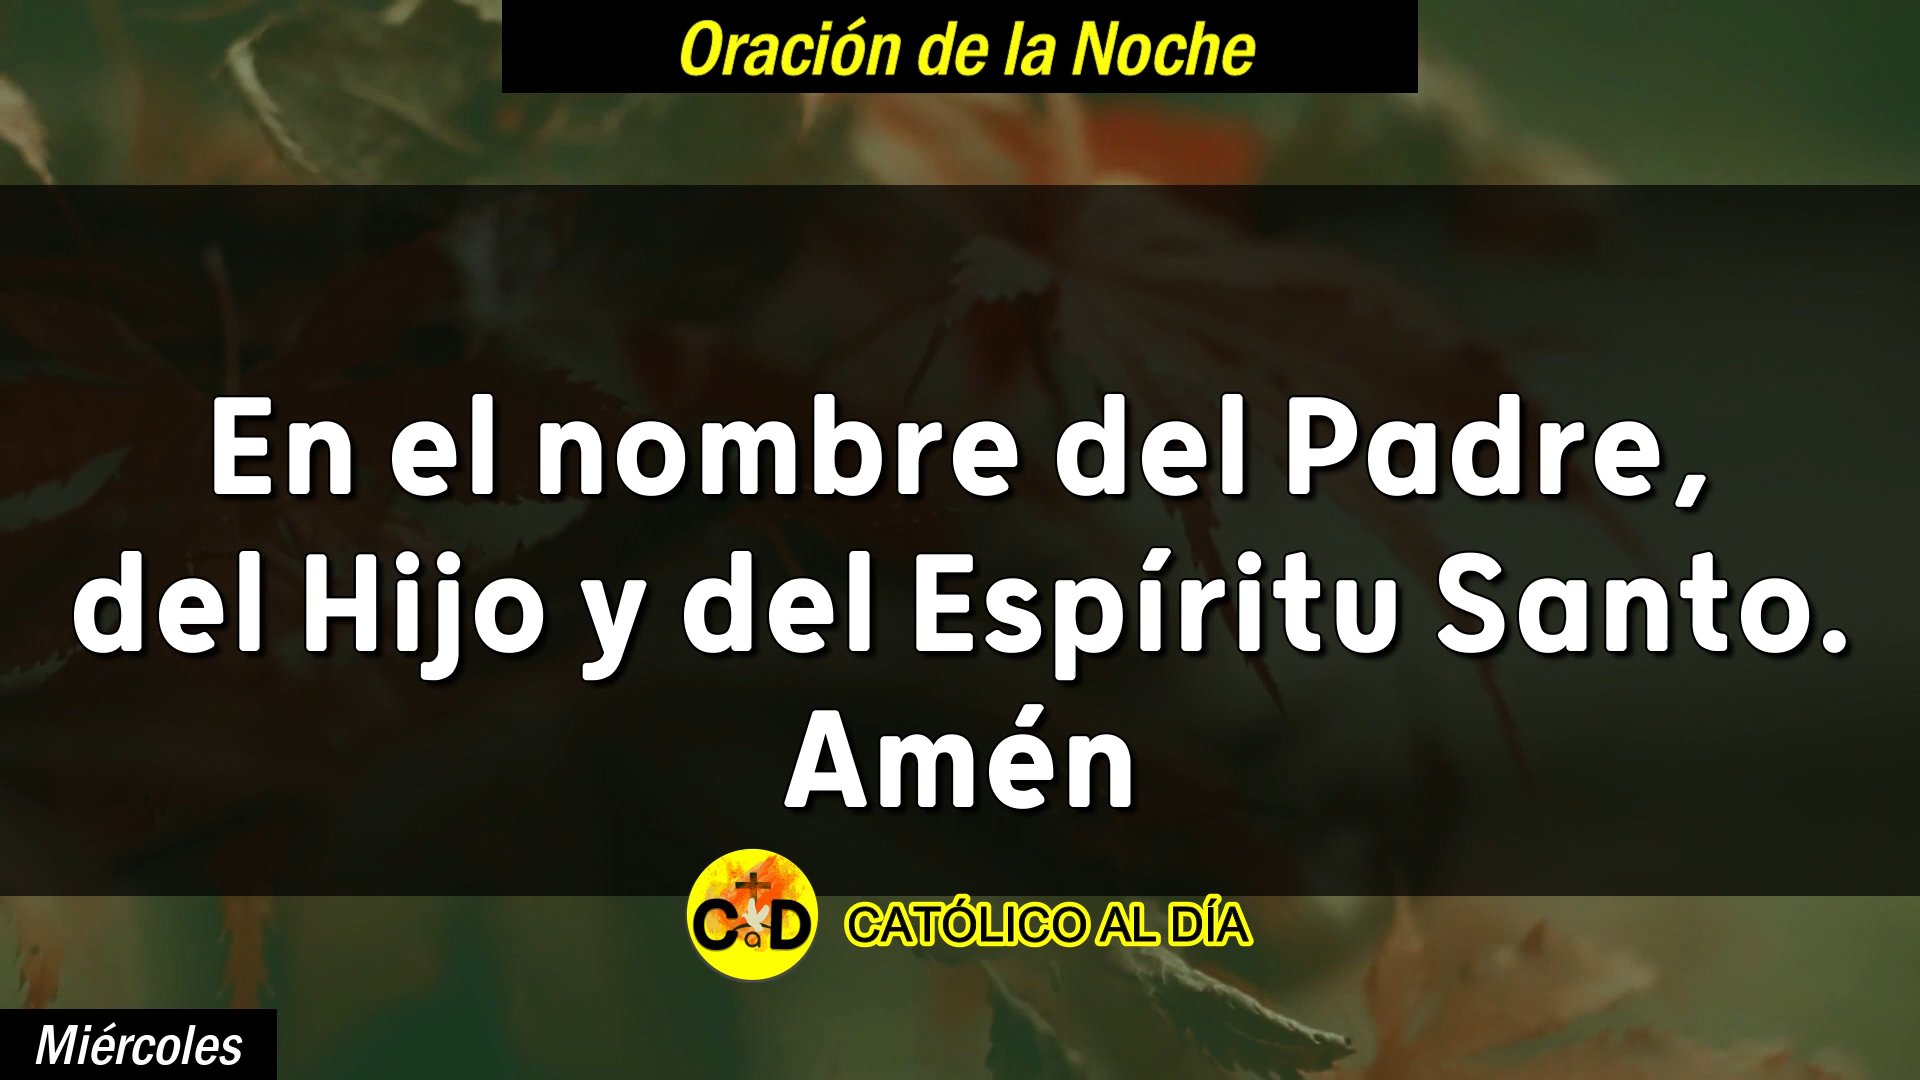 Oración de la Noche
En el nombre del Padre,
del Hijo y del Espíritu Santo.
Amén
CaD CATÓLICO AL DÍA
Miércoles